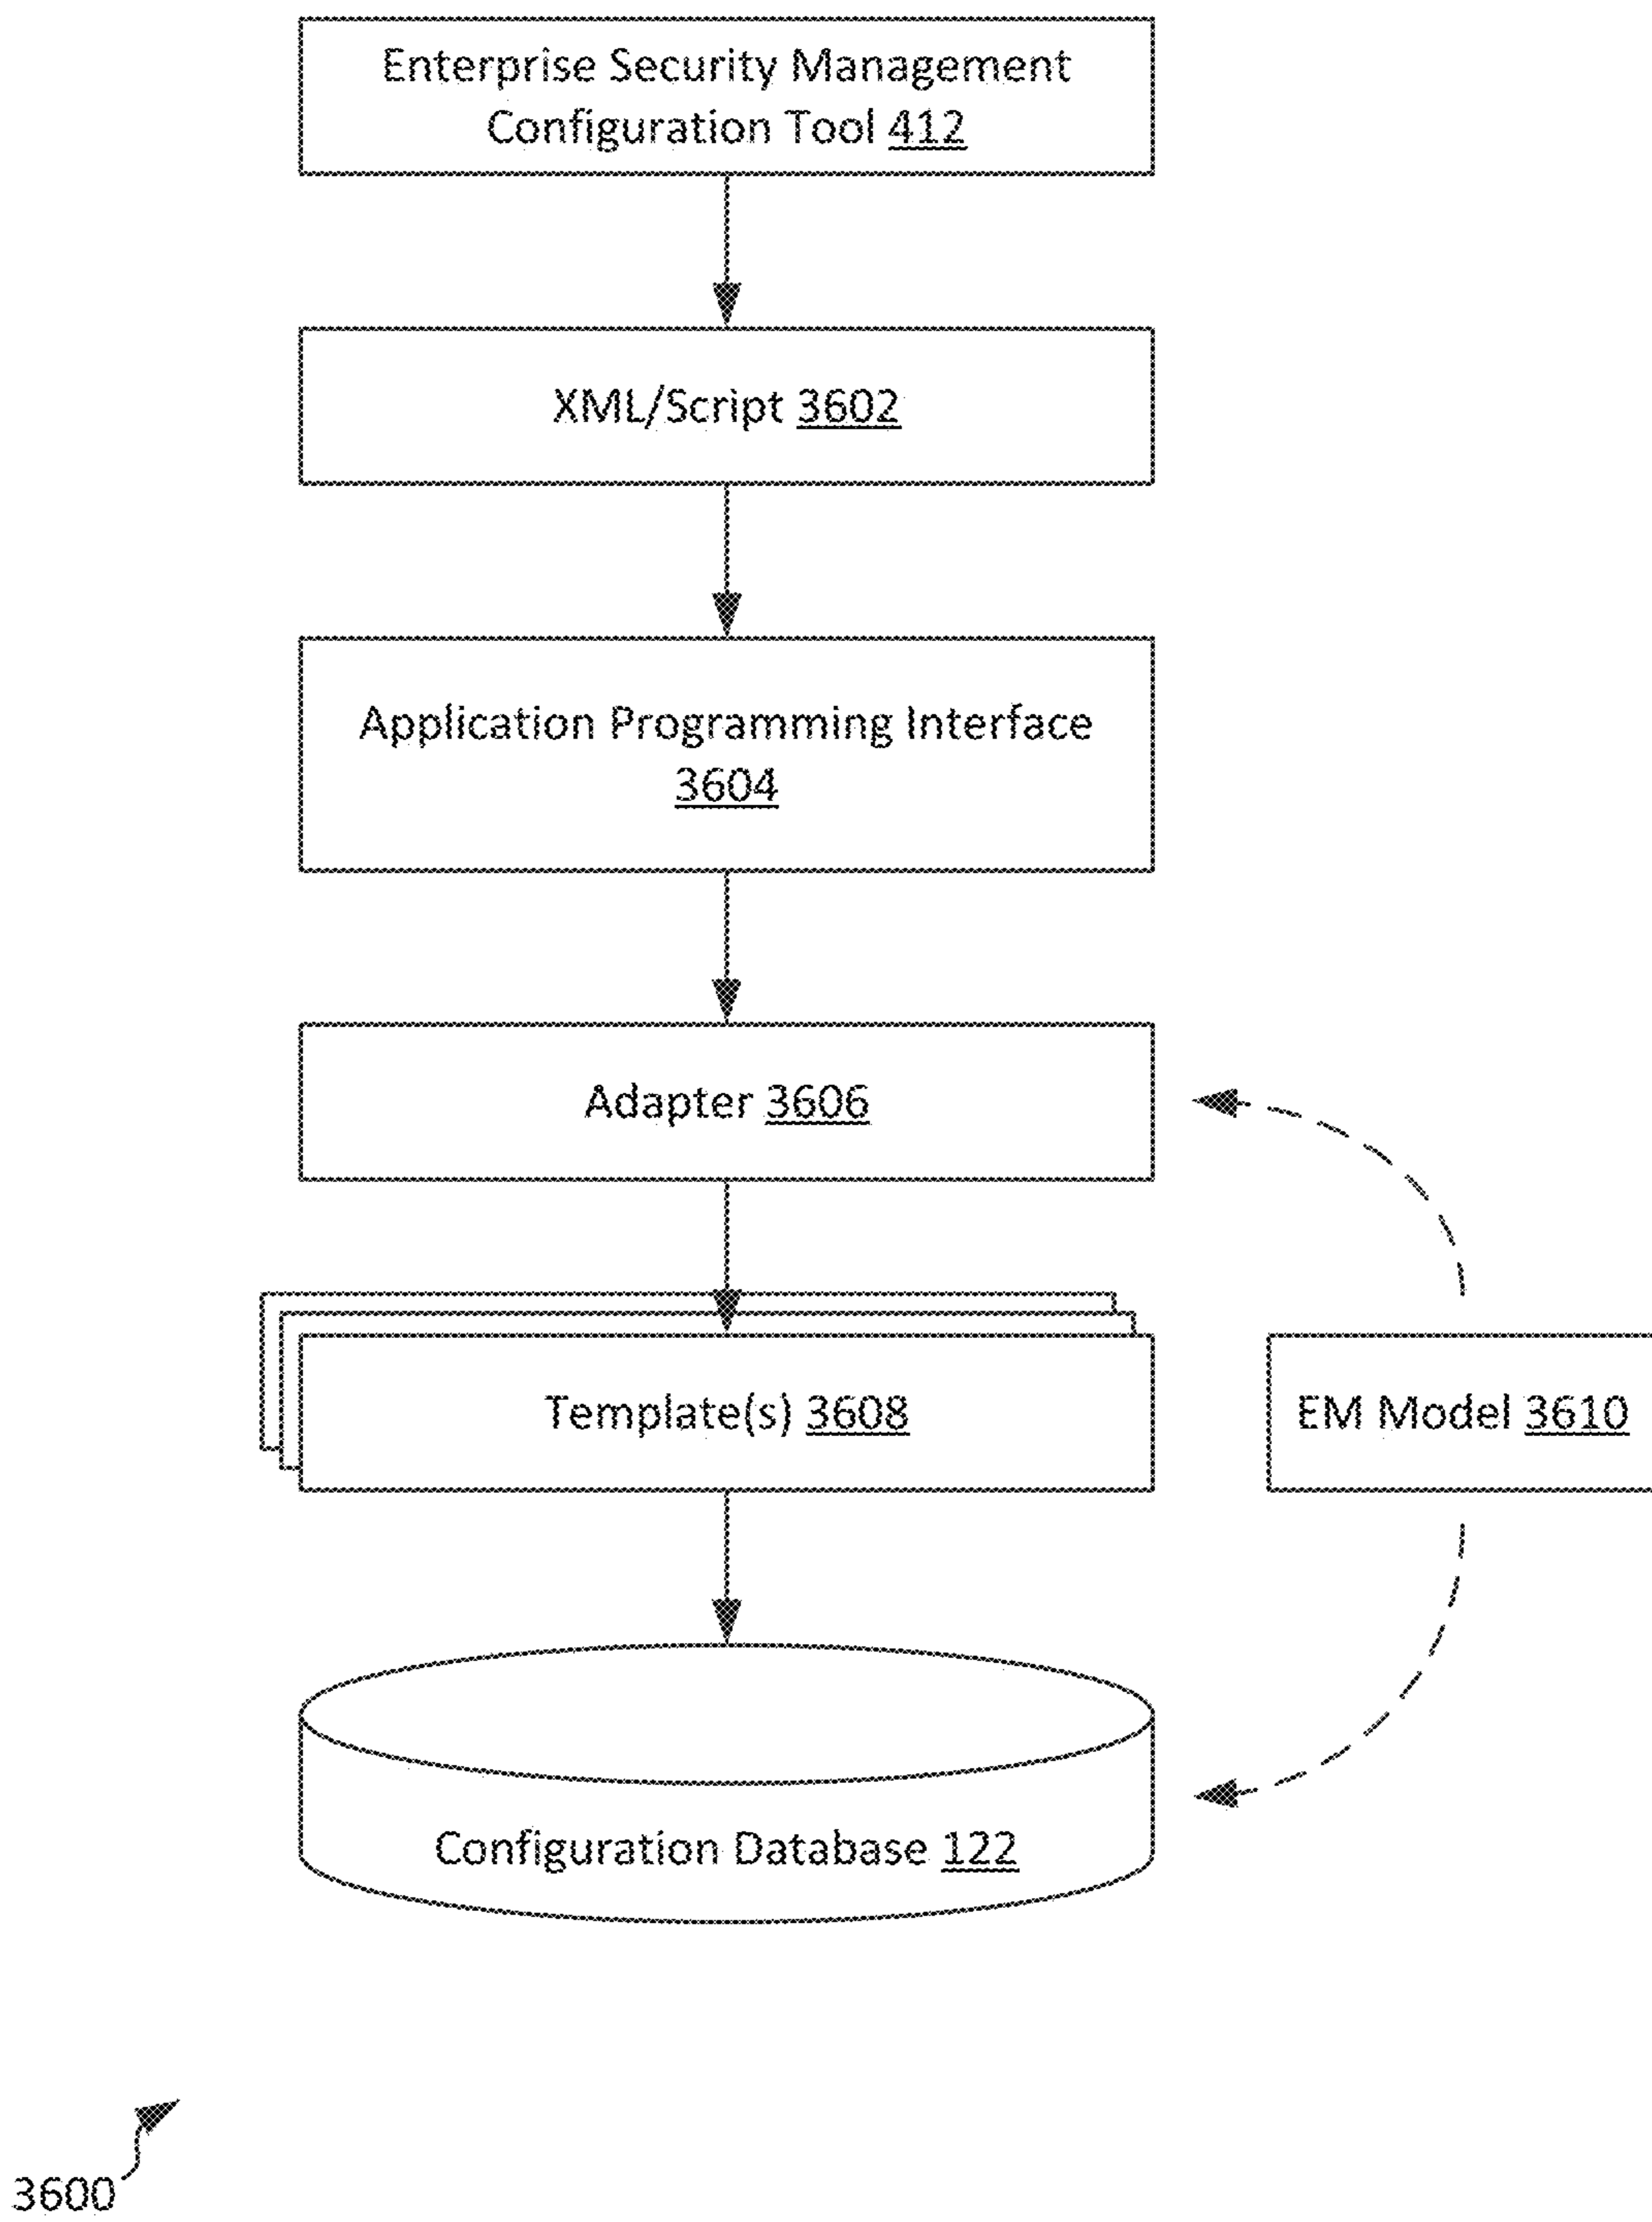 Enterprise Security Management
Configuration Tool 412
XML/Script 3602
Application Programming Interface
3604
Adapter 3606
Template(s) 3608
EM Model 3610
Configuration Database 122
3600